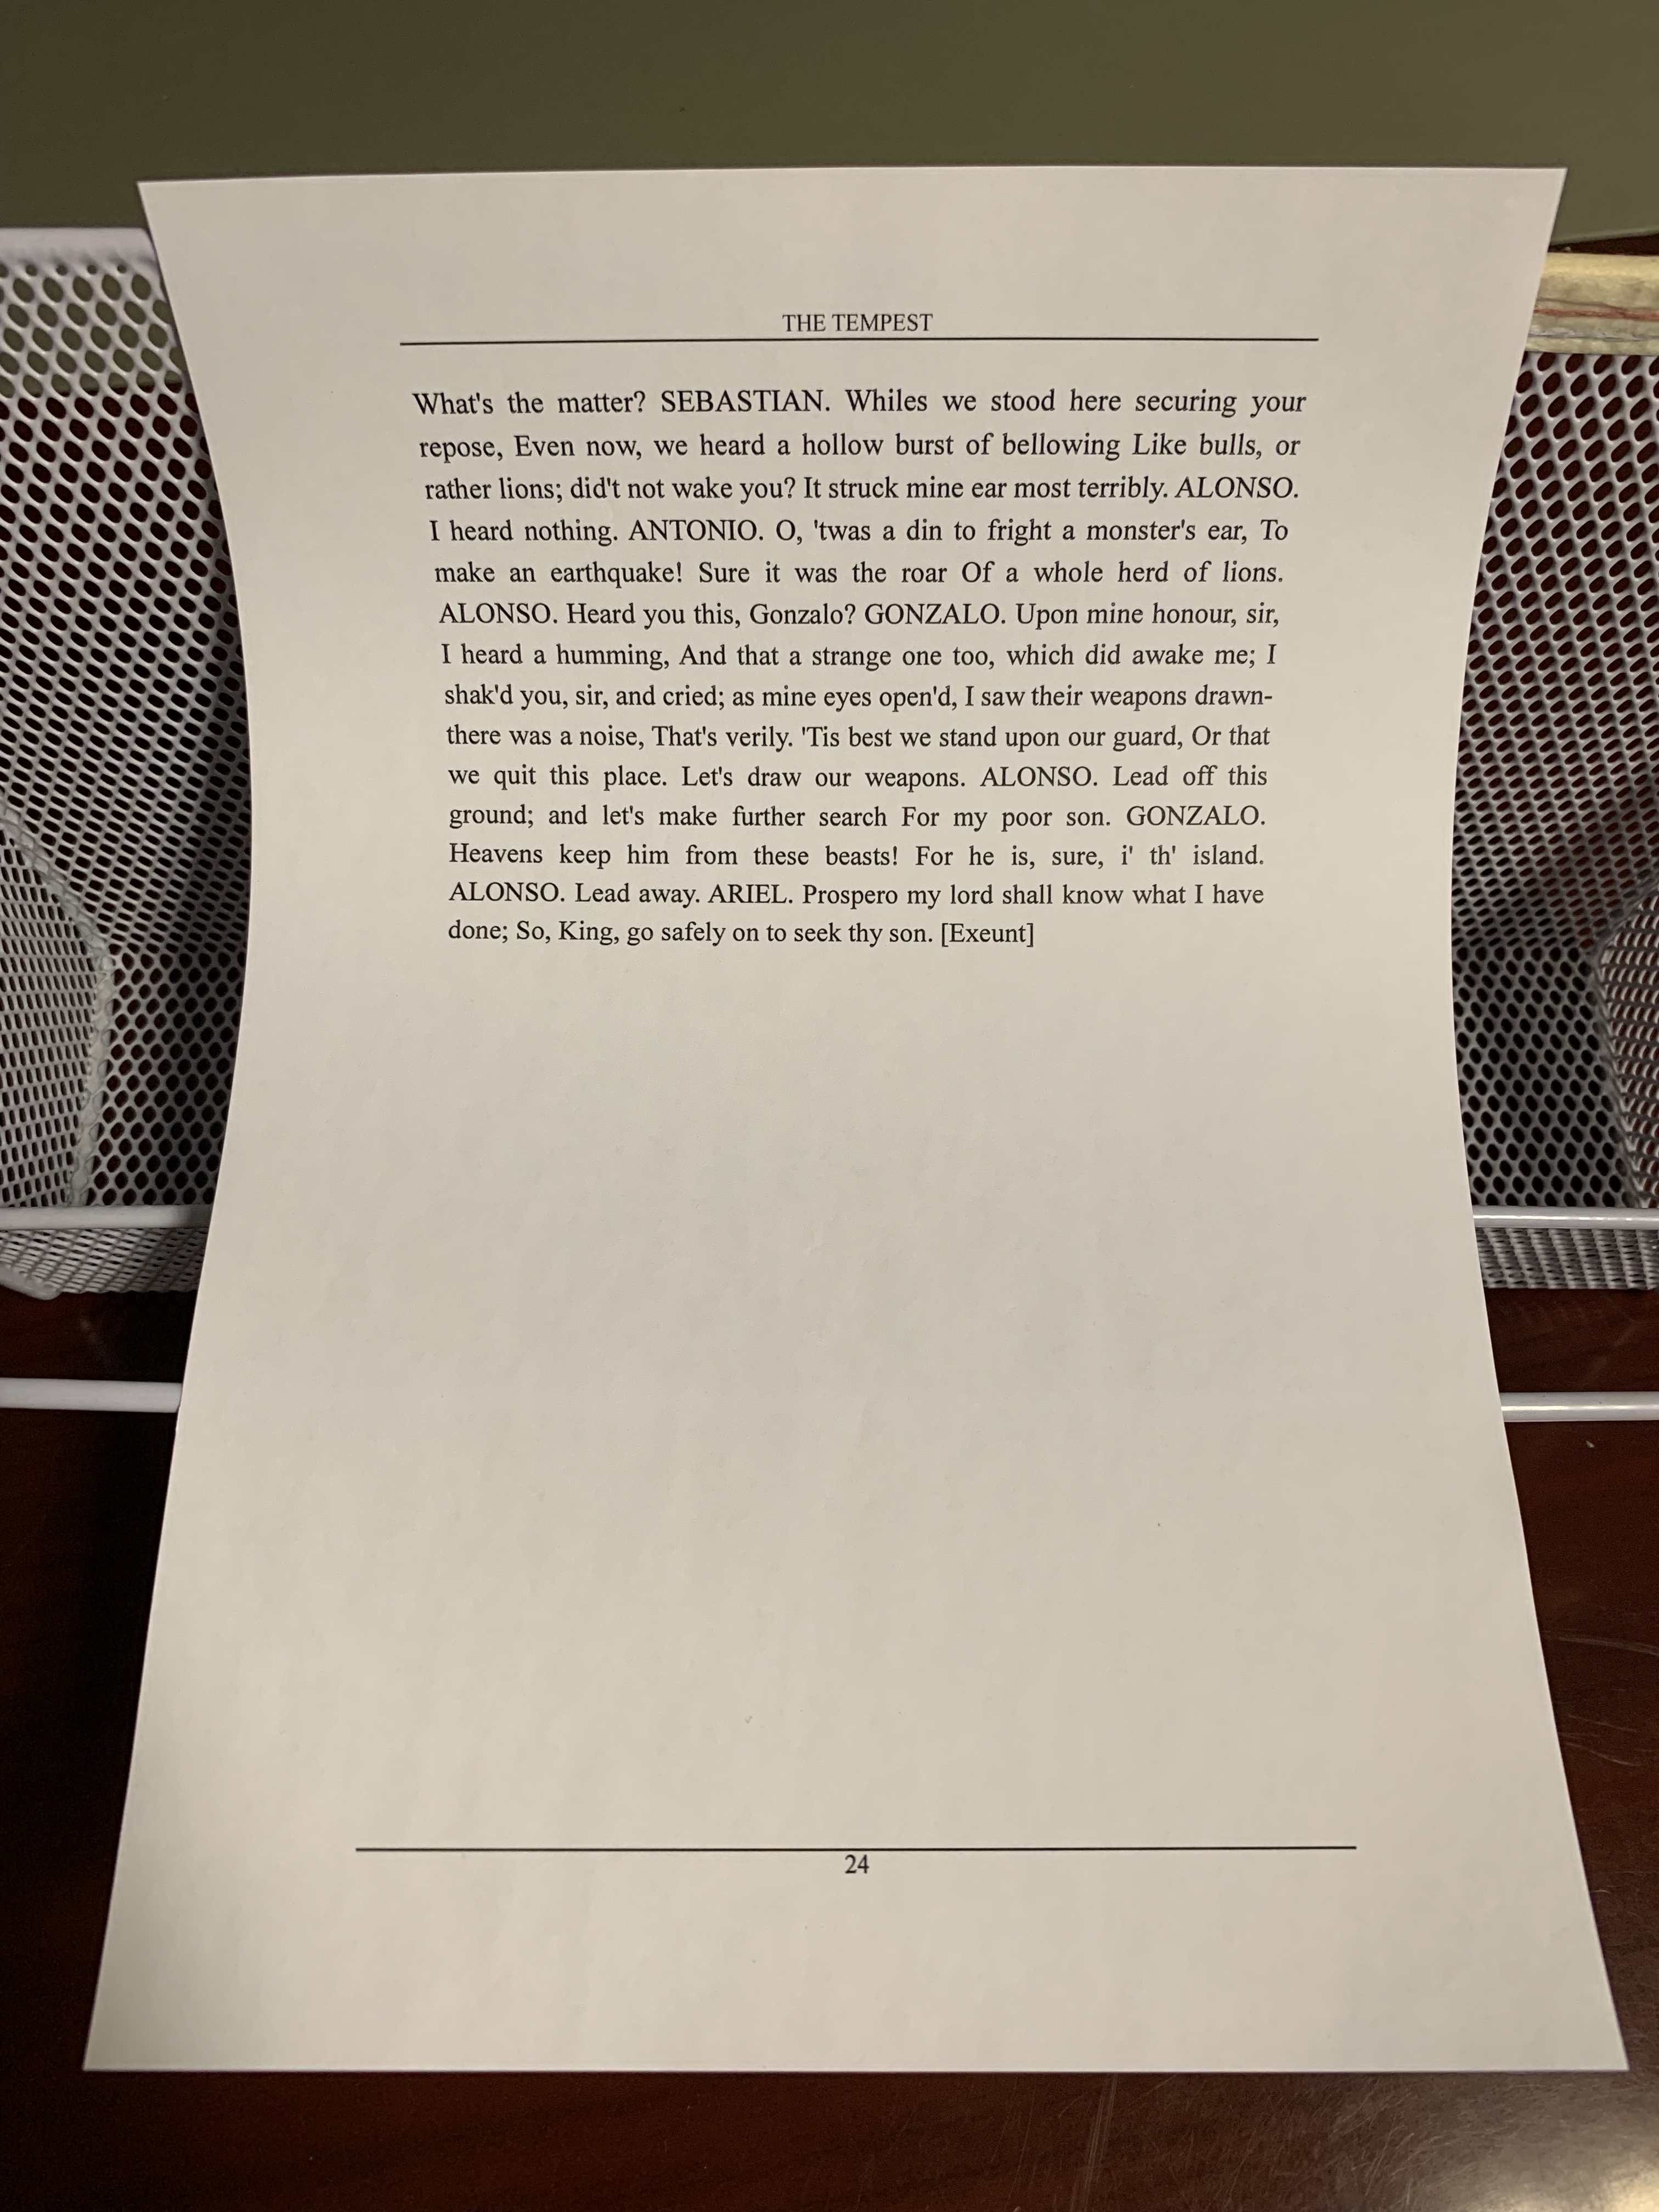 THE TEMPEST
What's the matter? SEBASTIAN. Whiles we stood here securing your
repose, Even now, we heard a hollow burst of bellowing Like bulls, or
rather lions; did't not wake you? It struck mine ear most terribly. ALONSO.
I heard nothing. ANTONIO. O, 'twas a din to fright a monster's ear, To
make an earthquake! Sure it was the roar Of a whole herd of lions.
ALONSO. Heard you this, Gonzalo? GONZALO. Upon mine honour, sir,
I heard a humming, And that a strange one too, which did awake me; I
shak'd you, sir, and cried; as mine eyes open'd, I saw their weapons drawn-
there was a noise, That's verily. 'Tis best we stand upon our guard, Or that
we quit this place. Let's draw our weapons. ALONSO. Lead off this
ground; and let's make further search For my poor son. GONZALO.
Heavens keep him from these beasts! For he is, sure, i' th' island.
ALONSO. Lead away. ARIEL. Prospero my lord shall know what I have
done; So, King, go safely on to seek thy son. [Exeunt]
24